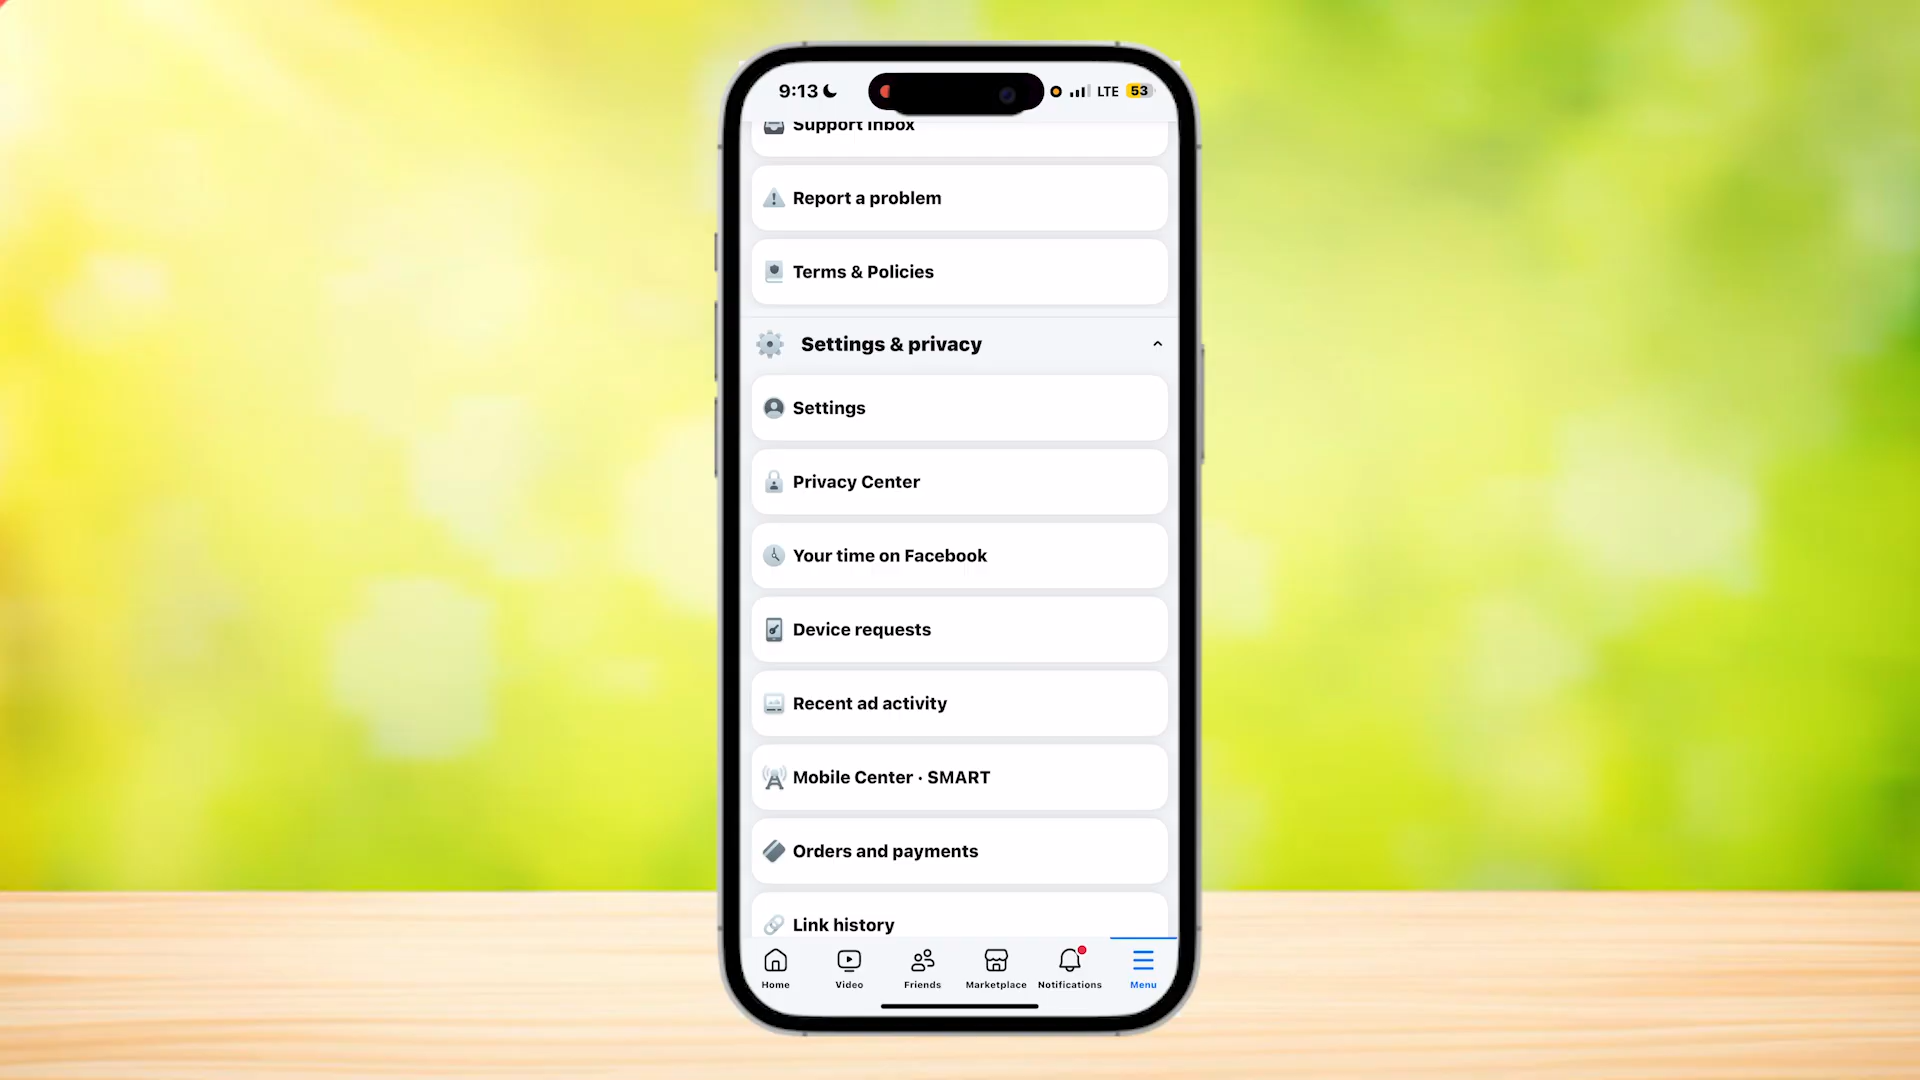 9:13
LTE 53
Support Inbox
Report a problem
Terms & Policies
Settings & privacy
Settings
Privacy Center
Your time on Facebook
Device requests
Recent ad activity
Mobile Center · SMART
Orders and payments
Link history
Home Video Friends Marketplace Notifications Menu